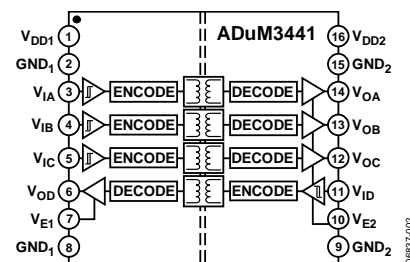 ADuM3441
V_DD1 1
16 V_DD2
GND_1 2
15 GND_2
V_IA 3 ENCODE DECODE 14 V_OA
V_IB 4 ENCODE DECODE 13 V_OB
V_IC 5 ENCODE DECODE 12 V_OC
V_OD 6 DECODE ENCODE 11 V_ID
V_E1 7
10 V_E2
GND_1 8
9 GND_2
06837-002